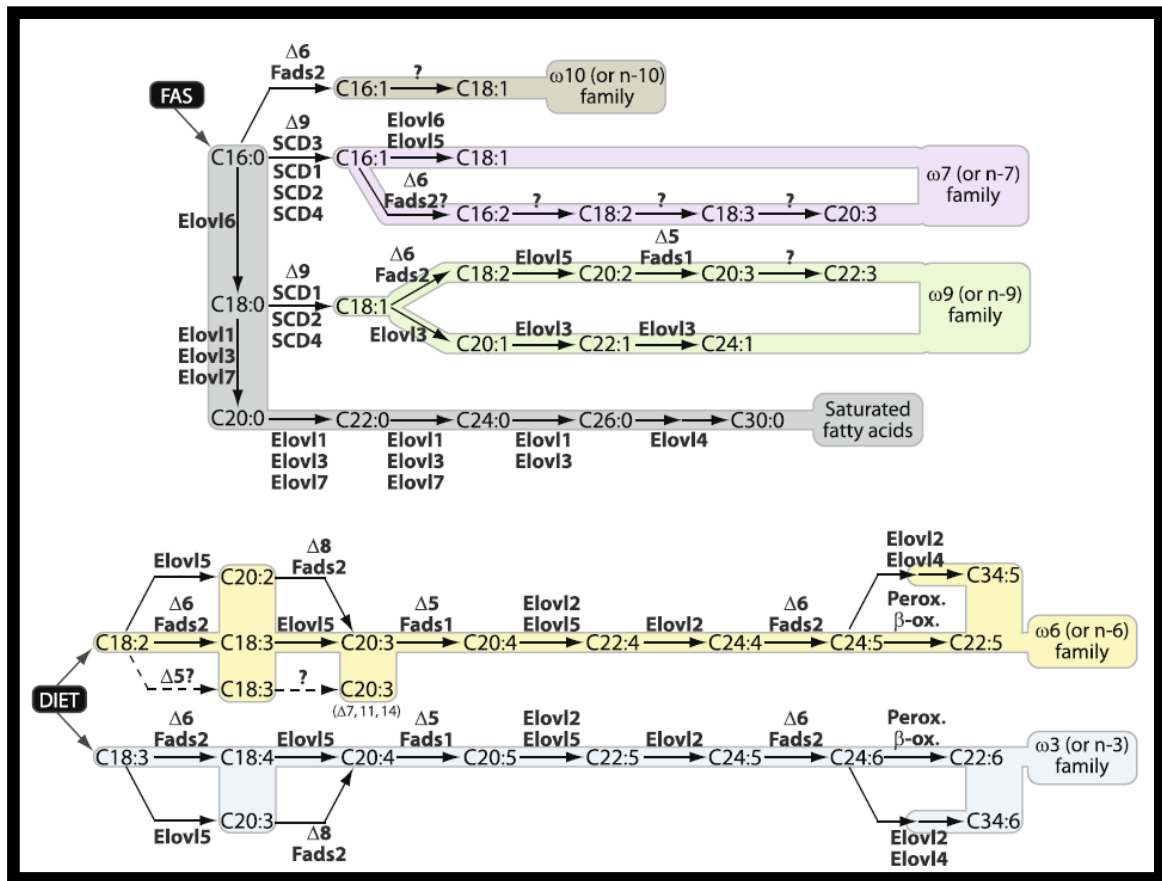 Δ6
Fads2
C16:1 ? C18:1
ω10 (or n-10)
family
FAS
Δ9
SCD3
Elovl6
Elovl5
C16:0 C16:1 C18:1
SCD1
SCD2
SCD4
Δ6
Fads2?
C16:2 ? C18:2 ? C18:3 ? C20:3
ω7 (or n-7)
family
Elovl6
Δ9
SCD1
Δ6
Fads2
C18:2 Elovl5 C20:2 Δ5 Fads1 C20:3 ? C22:3
C18:0 C18:1
SCD2
SCD4
ω9 (or n-9)
family
Elovl3
C20:1 Elovl3 C22:1 Elovl3 C24:1
Elovl1
Elovl3
Elovl7
C20:0 C22:0 C24:0 C26:0 C30:0
Elovl1 Elovl1 Elovl1 Elovl4
Elovl3 Elovl3 Elovl3
Elovl7 Elovl7
Saturated
fatty acids
Elovl5
C20:2
Δ8
Fads2
Elovl2
Elovl4
C34:5
Δ6 Δ5 Elovl2 Δ6 Perox.
Fads2 Elovl5 Fads1 Elovl5 Elovl2 Fads2 β-ox.
C18:2 C18:3 C20:3 C20:4 C22:4 C24:4 C24:5 C22:5
ω6 (or n-6)
family
Δ5? C18:3 ? C20:3
(Δ7, 11, 14)
DIET
Δ6 Δ5 Elovl2 Δ6 Perox.
Fads2 Elovl5 Fads1 Elovl5 Elovl2 Fads2 β-ox.
C18:3 C18:4 C20:4 C20:5 C22:5 C24:5 C24:6 C22:6
ω3 (or n-3)
family
Elovl5
C20:3
Δ8
Fads2
C34:6
Elovl2
Elovl4